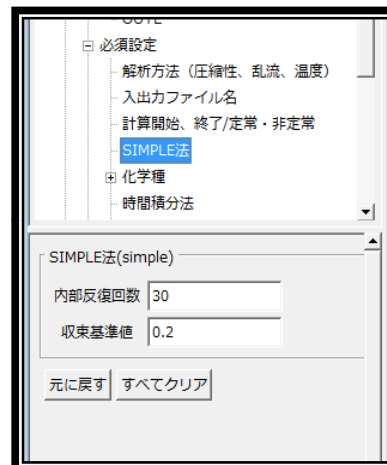 必須設定
解析方法（圧縮性、乱流、温度）
入出力ファイル名
計算開始、終了/定常・非定常
SIMPLE法
化学種
時間積分法
SIMPLE法(simple)
内部反復回数 30
収束基準値 0.2
元に戻す すべてクリア